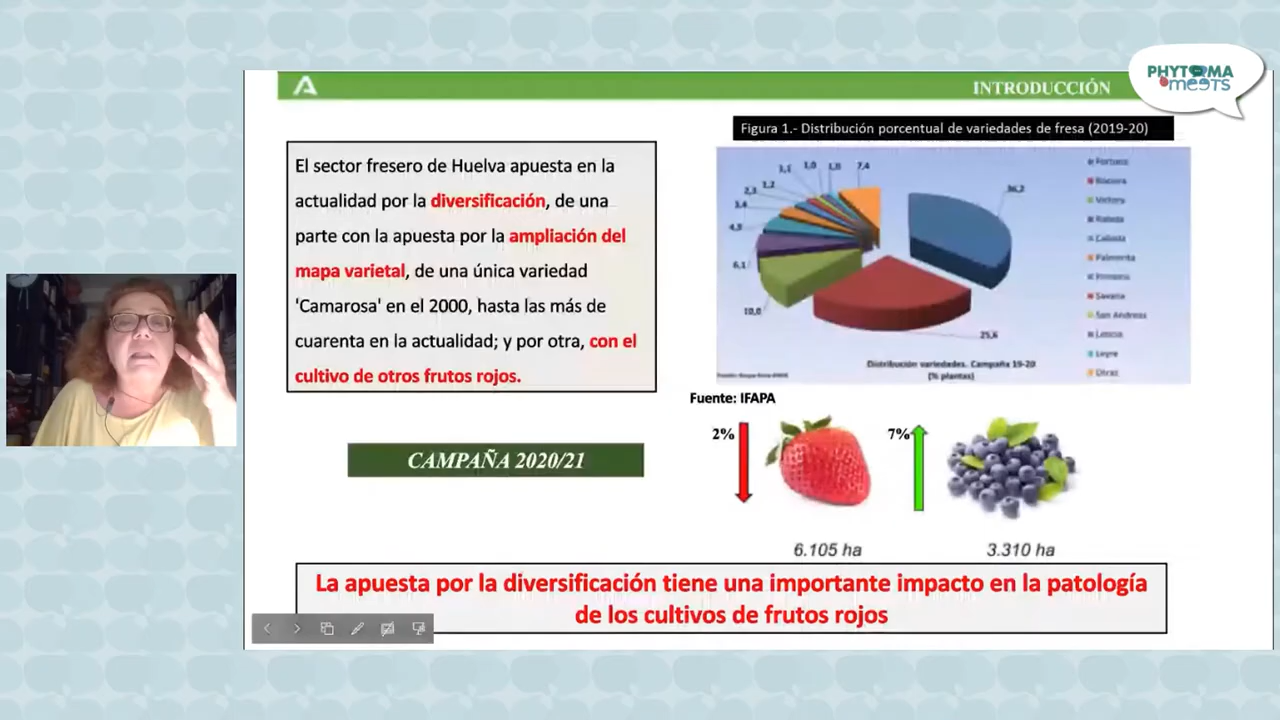 PHYTOMA
meets
INTRODUCCIÓN
Figura 1.- Distribución porcentual de variedades de fresa (2019-20)
El sector fresero de Huelva apuesta en la
actualidad por la diversificación, de una
parte con la apuesta por la ampliación del
mapa varietal, de una única variedad
'Camarosa' en el 2000, hasta las más de
cuarenta en la actualidad; y por otra, con el
cultivo de otros frutos rojos.
1,0
1,8
7,4
1,2
2,3
3,4
4,9
6,1
10,0
25,6
36,2
Fortuna
Rociera
Victory
Rabida
Calinda
Palmerita
Primoris
Savana
San Andreas
Leticia
Leyre
Otras
Distribución variedades. Campaña 19-20
(% plantas)
Fuente: IFAPA
CAMPAÑA 2020/21
2%
7%
6.105 ha
3.310 ha
La apuesta por la diversificación tiene una importante impacto en la patología
de los cultivos de frutos rojos